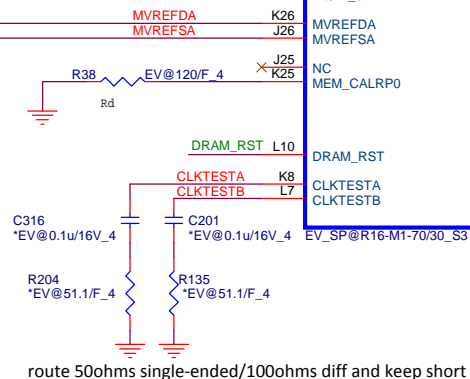 MVREFDA K26 MVREFDA
MVREFSA J26 MVREFSA
J25 NC
R38 EV@120/F_4 K25 MEM_CALRP0
Rd
DRAM_RST L10 DRAM_RST
CLKTESTA K8 CLKTESTA
CLKTESTB L7 CLKTESTB
C316 C201
*EV@0.1u/16V_4 *EV@0.1u/16V_4 EV_SP@R16-M1-70/30_S3
R204 R135
*EV@51.1/F_4 *EV@51.1/F_4
route 50ohms single-ended/100ohms diff and keep short